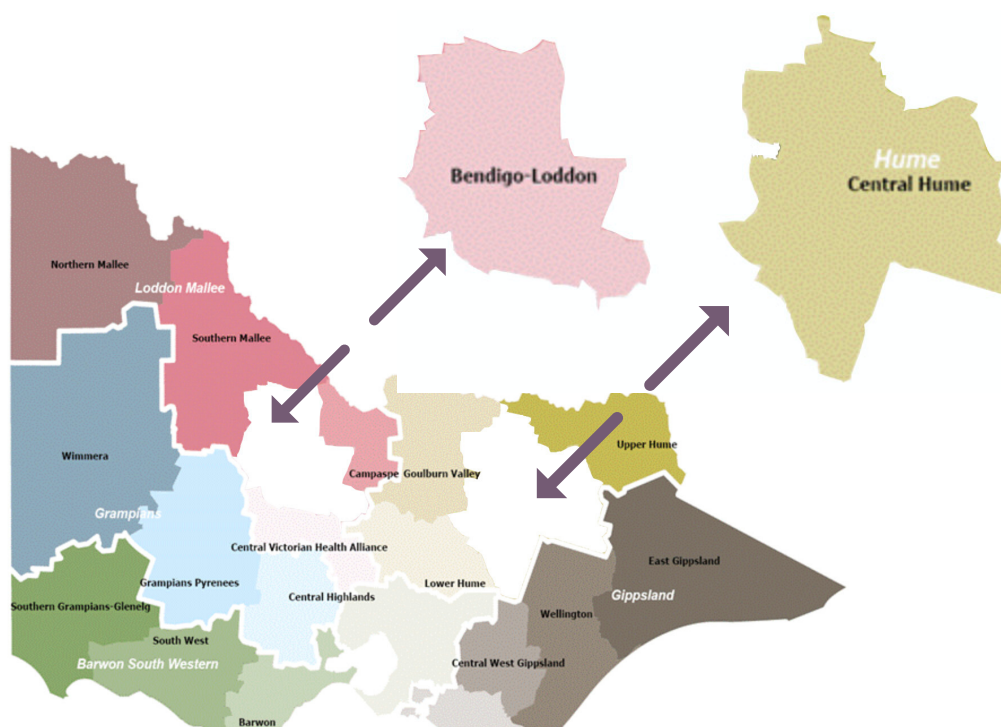 Bendigo-Loddon
Hume
Central Hume
Northern Mallee
Loddon Mallee
Southern Mallee
Wimmera
Campaspe
Goulburn Valley
Upper Hume
Grampians
Central Victorian Health Alliance
East Gippsland
Grampians Pyrenees
Lower Hume
Central Highlands
Gippsland
Southern Grampians-Glenelg
Wellington
South West
Barwon South Western
Central West Gippsland
Barwon